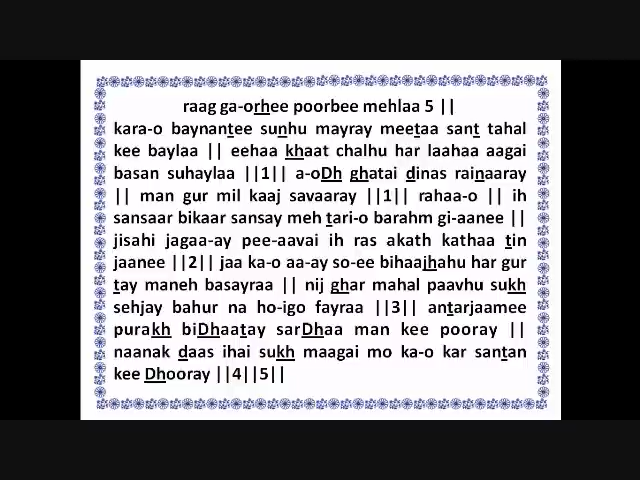 raag ga-orhee poorbee mehlaa 5 ||
kara-o baynantee sunhu mayray meetaa sant tahal
kee baylaa || eehaa khaat chalhu har laahaa aagai
basan suhaylaa ||1|| a-oDh ghatai dinas rainaaray
|| man gur mil kaaj savaaray ||1|| rahaa-o || ih
sansaar bikaar sansay meh tari-o barahm gi-aanee ||
jisahi jagaa-ay pee-aavai ih ras akath kathaa tin
jaanee ||2|| jaa ka-o aa-ay so-ee bihaajhahu har gur
tay maneh basayraa || nij ghar mahal paavhu sukh
sehjay bahur na ho-igo fayraa ||3|| antarjaamee
purakh biDhaatay sarDhaa man kee pooray ||
naanak daas ihai sukh maagai mo ka-o kar santan
kee Dhooray ||4||5||